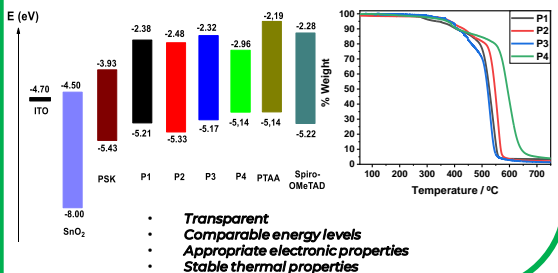 E (eV)
-4.70
ITO
-4.50
-8.00
SnO2
-3.93
-5.43
PSK
-2.38
-5.21
P1
-2.48
-5.33
P2
-2.32
-5.17
P3
-2.96
-5,14
P4
-2,19
-5,14
PTAA
-2.28
-5.22
Spiro-
OMeTAD
% Weight
100
90
80
70
60
50
40
30
20
10
0
100 200 300 400 500 600 700
Temperature / ºC
P1
P2
P3
P4
• Transparent
• Comparable energy levels
• Appropriate electronic properties
• Stable thermal properties